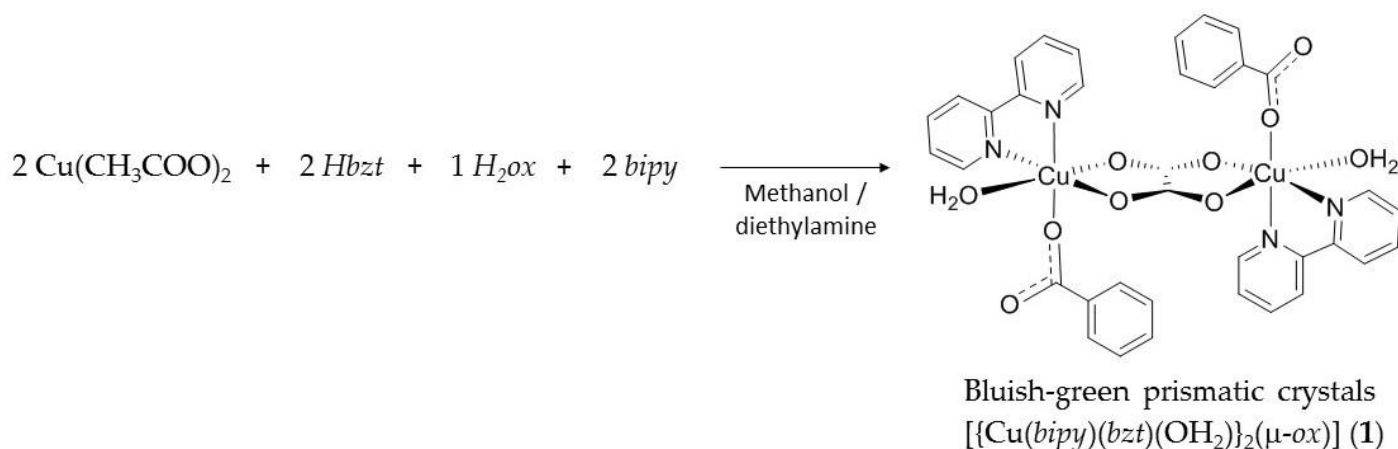 2 Cu(CH₃COO)₂ + 2 Hbzt + 1 H₂ox + 2 bipy
Methanol /
diethylamine
O
O
N
N
O
O
OH₂
Cu
Cu
H₂O
O
O
N
N
O
O
Bluish-green prismatic crystals
[{Cu(bipy)(bzt)(OH₂)}₂(μ-ox)] (1)